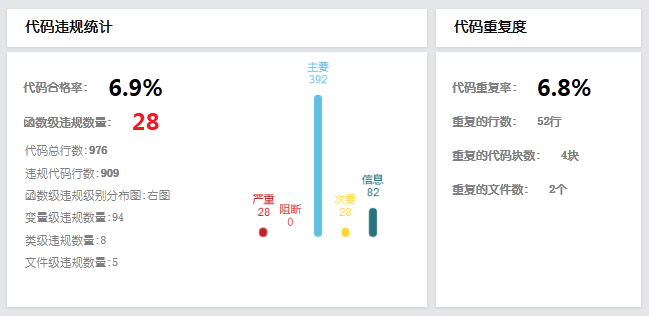 代码违规统计
代码合格率: 6.9%
函数级违规数量: 28
代码总行数:976
违规代码行数:909
函数级违规级别分布图:右图
变量级违规数量:94
类级违规数量:8
文件级违规数量:5
主要
392
信息
82
严重
28
阻断
0
次要
28
代码重复度
代码重复率: 6.8%
重复的行数: 52行
重复的代码块数: 4块
重复的文件数: 2个